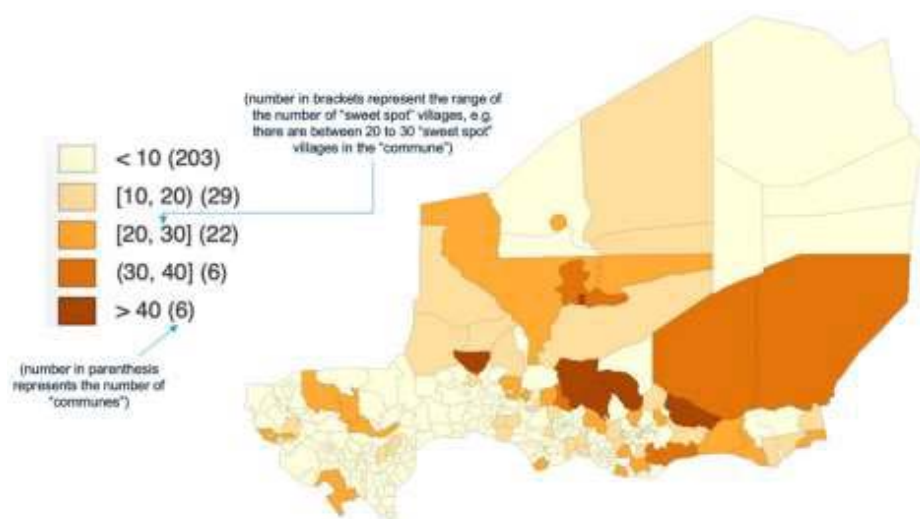 (number in brackets represent the range of
the number of "sweet spot" villages, e.g.
there are between 20 to 30 "sweet spot"
villages in the "commune")
< 10 (203)
[10, 20) (29)
[20, 30] (22)
(30, 40] (6)
> 40 (6)
(number in parenthesis
represents the number of
"communes")